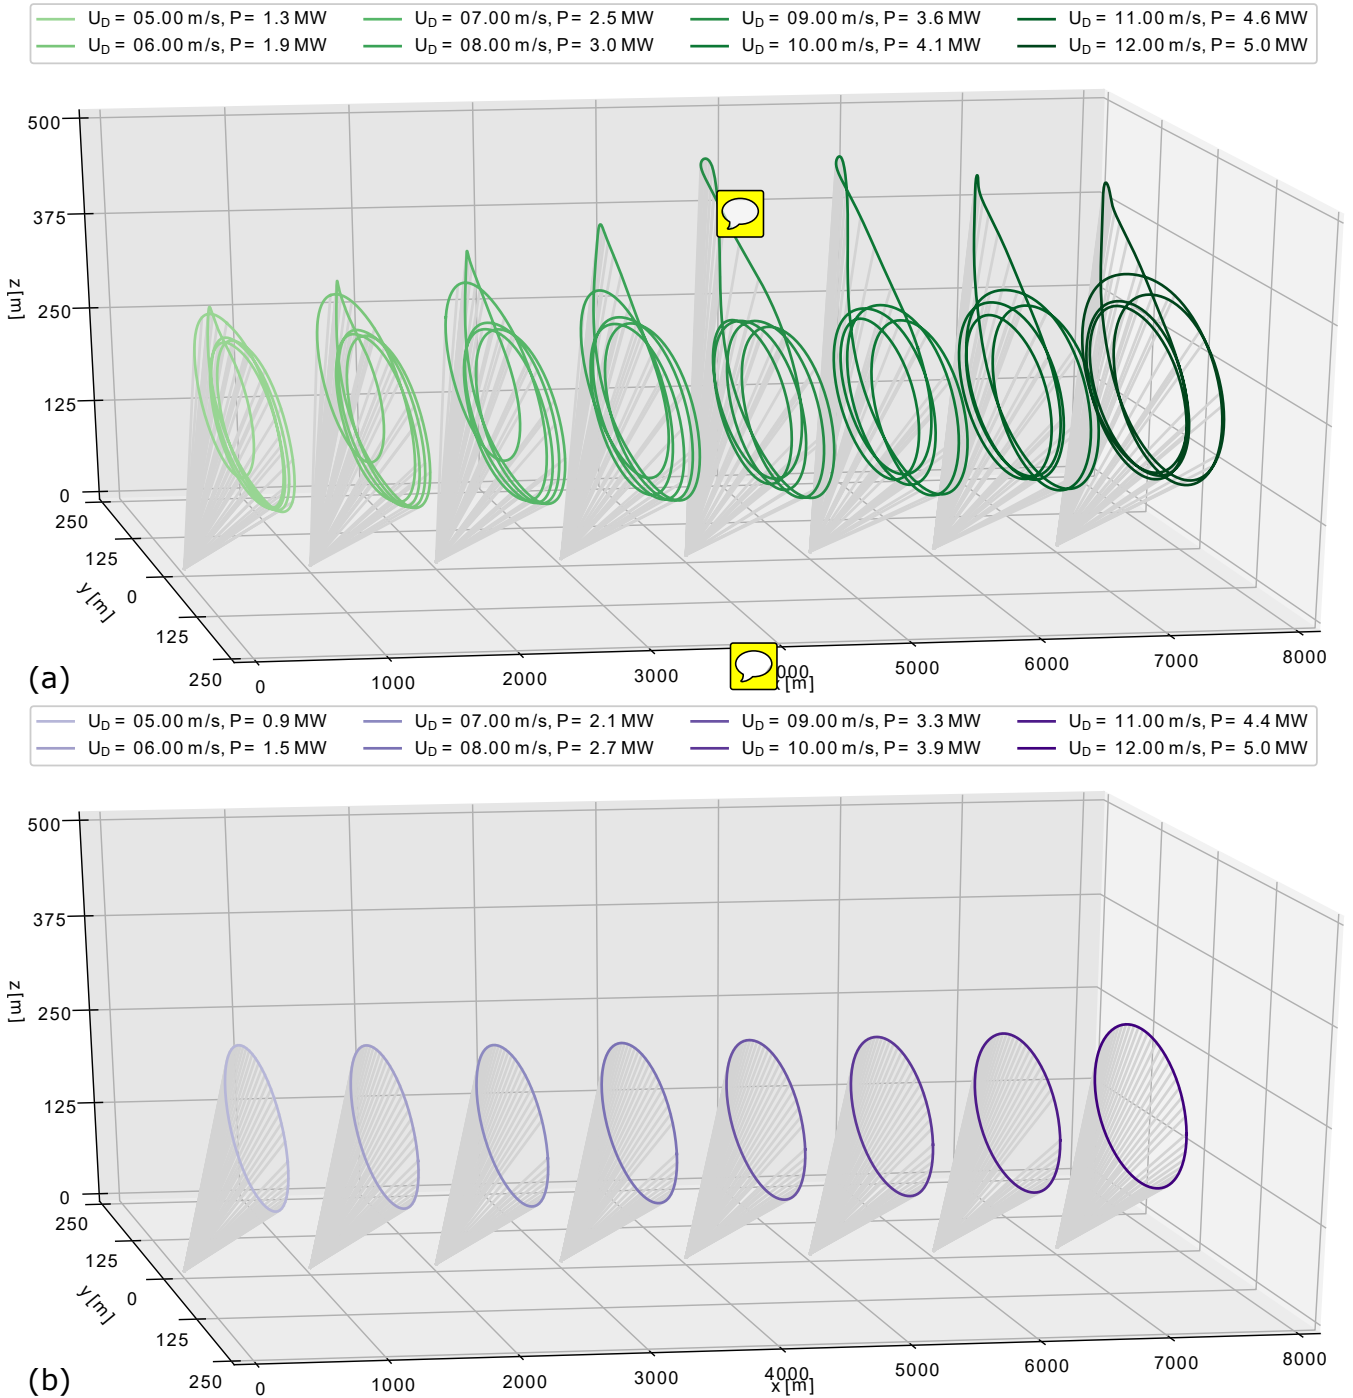 U_D = 05.00 m/s, P = 1.3 MW
U_D = 06.00 m/s, P = 1.9 MW
U_D = 07.00 m/s, P = 2.5 MW
U_D = 08.00 m/s, P = 3.0 MW
U_D = 09.00 m/s, P = 3.6 MW
U_D = 10.00 m/s, P = 4.1 MW
U_D = 11.00 m/s, P = 4.6 MW
U_D = 12.00 m/s, P = 5.0 MW
500
375
250
125
0
z [m]
250
125
0
125
250
y [m]
0
1000
2000
3000
5000
6000
7000
8000
[m]
(a)
U_D = 05.00 m/s, P = 0.9 MW
U_D = 06.00 m/s, P = 1.5 MW
U_D = 07.00 m/s, P = 2.1 MW
U_D = 08.00 m/s, P = 2.7 MW
U_D = 09.00 m/s, P = 3.3 MW
U_D = 10.00 m/s, P = 3.9 MW
U_D = 11.00 m/s, P = 4.4 MW
U_D = 12.00 m/s, P = 5.0 MW
500
375
250
125
0
z [m]
250
125
0
125
250
y [m]
0
1000
2000
3000
4000
5000
6000
7000
8000
x [m]
(b)